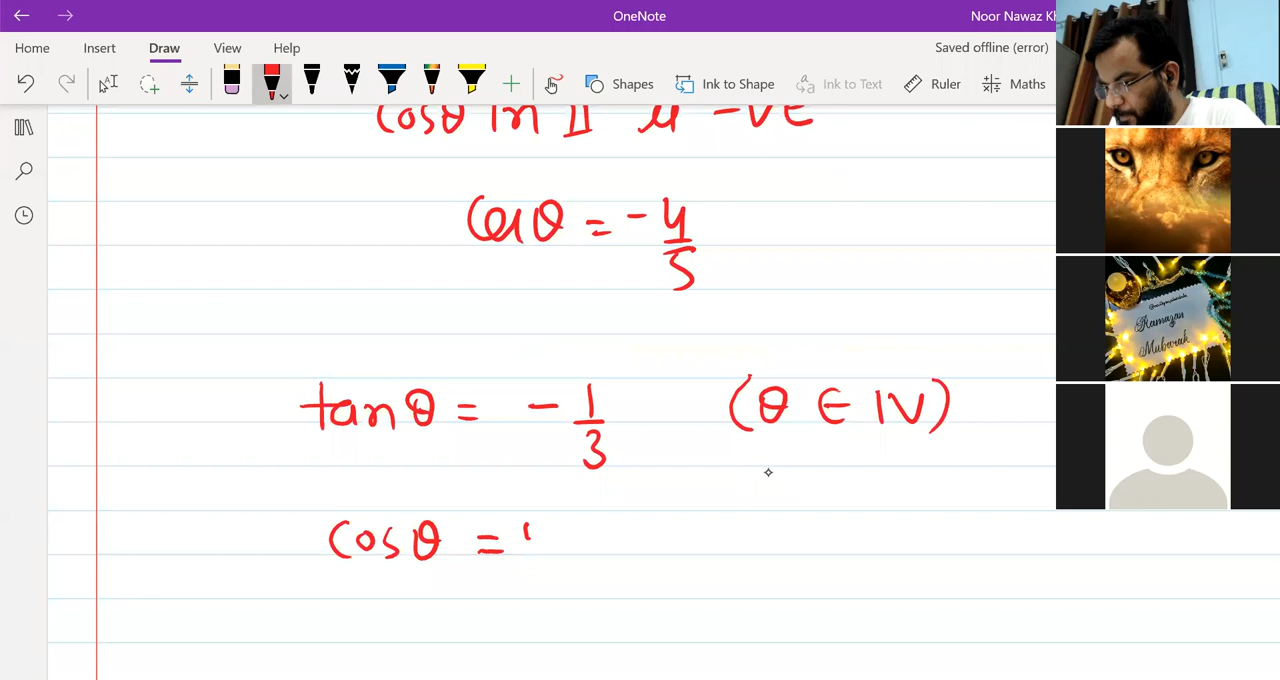 OneNote
Noor Nawaz Kh
Home Insert Draw View Help
Saved offline (error)
Shapes Ink to Shape Ink to Text Ruler Maths
cosθ in II के -ve
cosθ = -4/5
tanθ = -1/3 (θ ∈ IV)
cosθ =
Ramazan
Mubarak